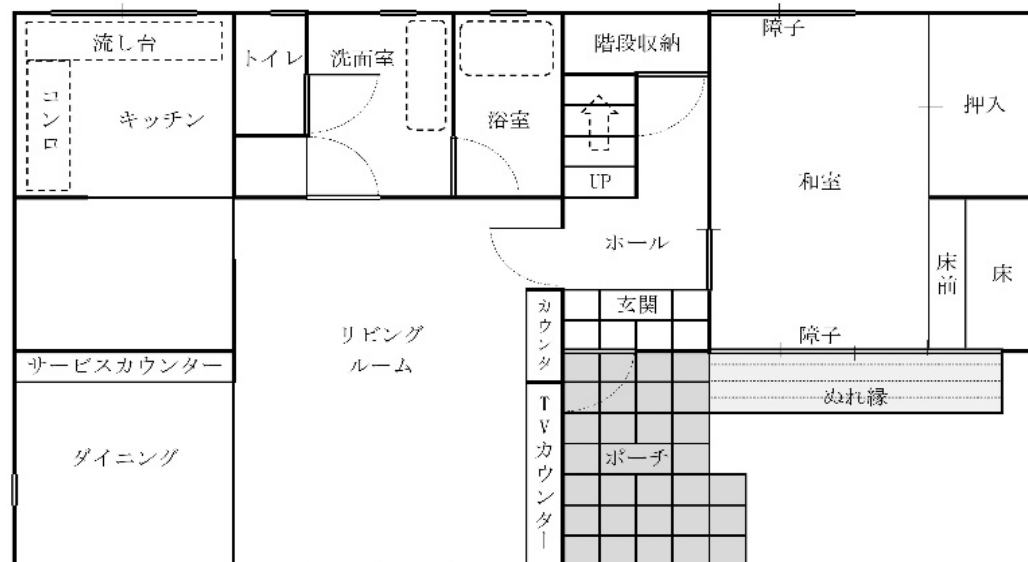 流し台
トイレ
洗面室
階段収納
障子
コンロ
キッチン
浴室
押入
UP
和室
ホール
床前
床
カウンタ
玄関
リビング
ルーム
障子
サービスカウンター
ぬれ縁
TVカウンター
ダイニング
ポーチ